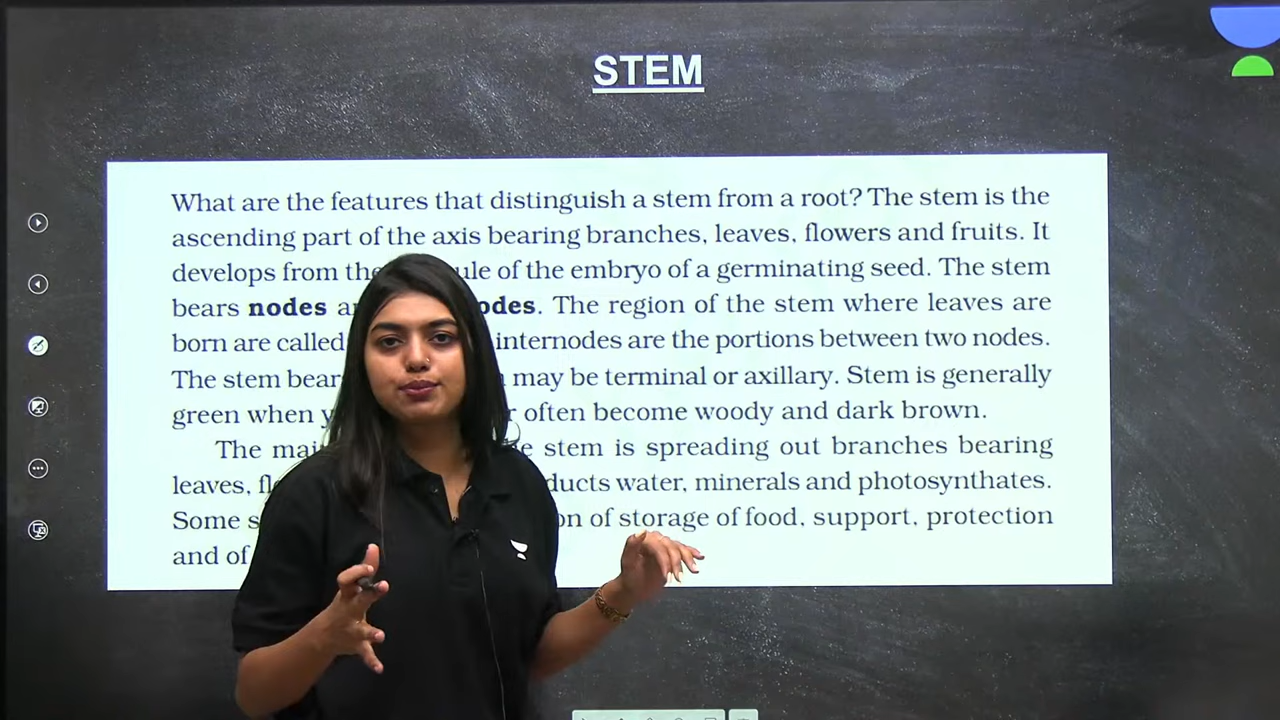 STEM
What are the features that distinguish a stem from a root? The stem is the
ascending part of the axis bearing branches, leaves, flowers and fruits. It
develops from the ule of the embryo of a germinating seed. The stem
bears nodes odes. The region of the stem where leaves are
born are called internodes are the portions between two nodes.
The stem bear may be terminal or axillary. Stem is generally
green when often become woody and dark brown.
The mai stem is spreading out branches bearing
leaves, ducts water, minerals and photosynthates.
Some on of storage of food, support, protection
and of